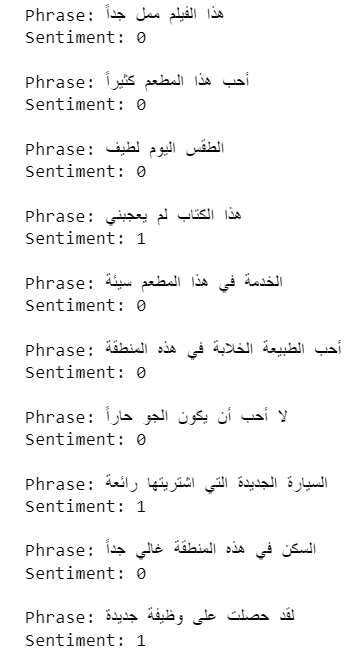 Phrase: هذا الفيلم ممل جداً
Sentiment: 0
Phrase: أحب هذا المطعم كثيراً
Sentiment: 0
Phrase: الطقس اليوم لطيف
Sentiment: 0
Phrase: هذا الكتاب لم يعجبني
Sentiment: 1
Phrase: الخدمة في هذا المطعم سيئة
Sentiment: 0
Phrase: أحب الطبيعة الخلابة في هذه المنطقة
Sentiment: 0
Phrase: لا أحب أن يكون الجو حاراً
Sentiment: 0
Phrase: السيارة الجديدة التي اشتريتها رائعة
Sentiment: 1
Phrase: السكن في هذه المنطقة غالي جداً
Sentiment: 0
Phrase: لقد حصلت على وظيفة جديدة
Sentiment: 1